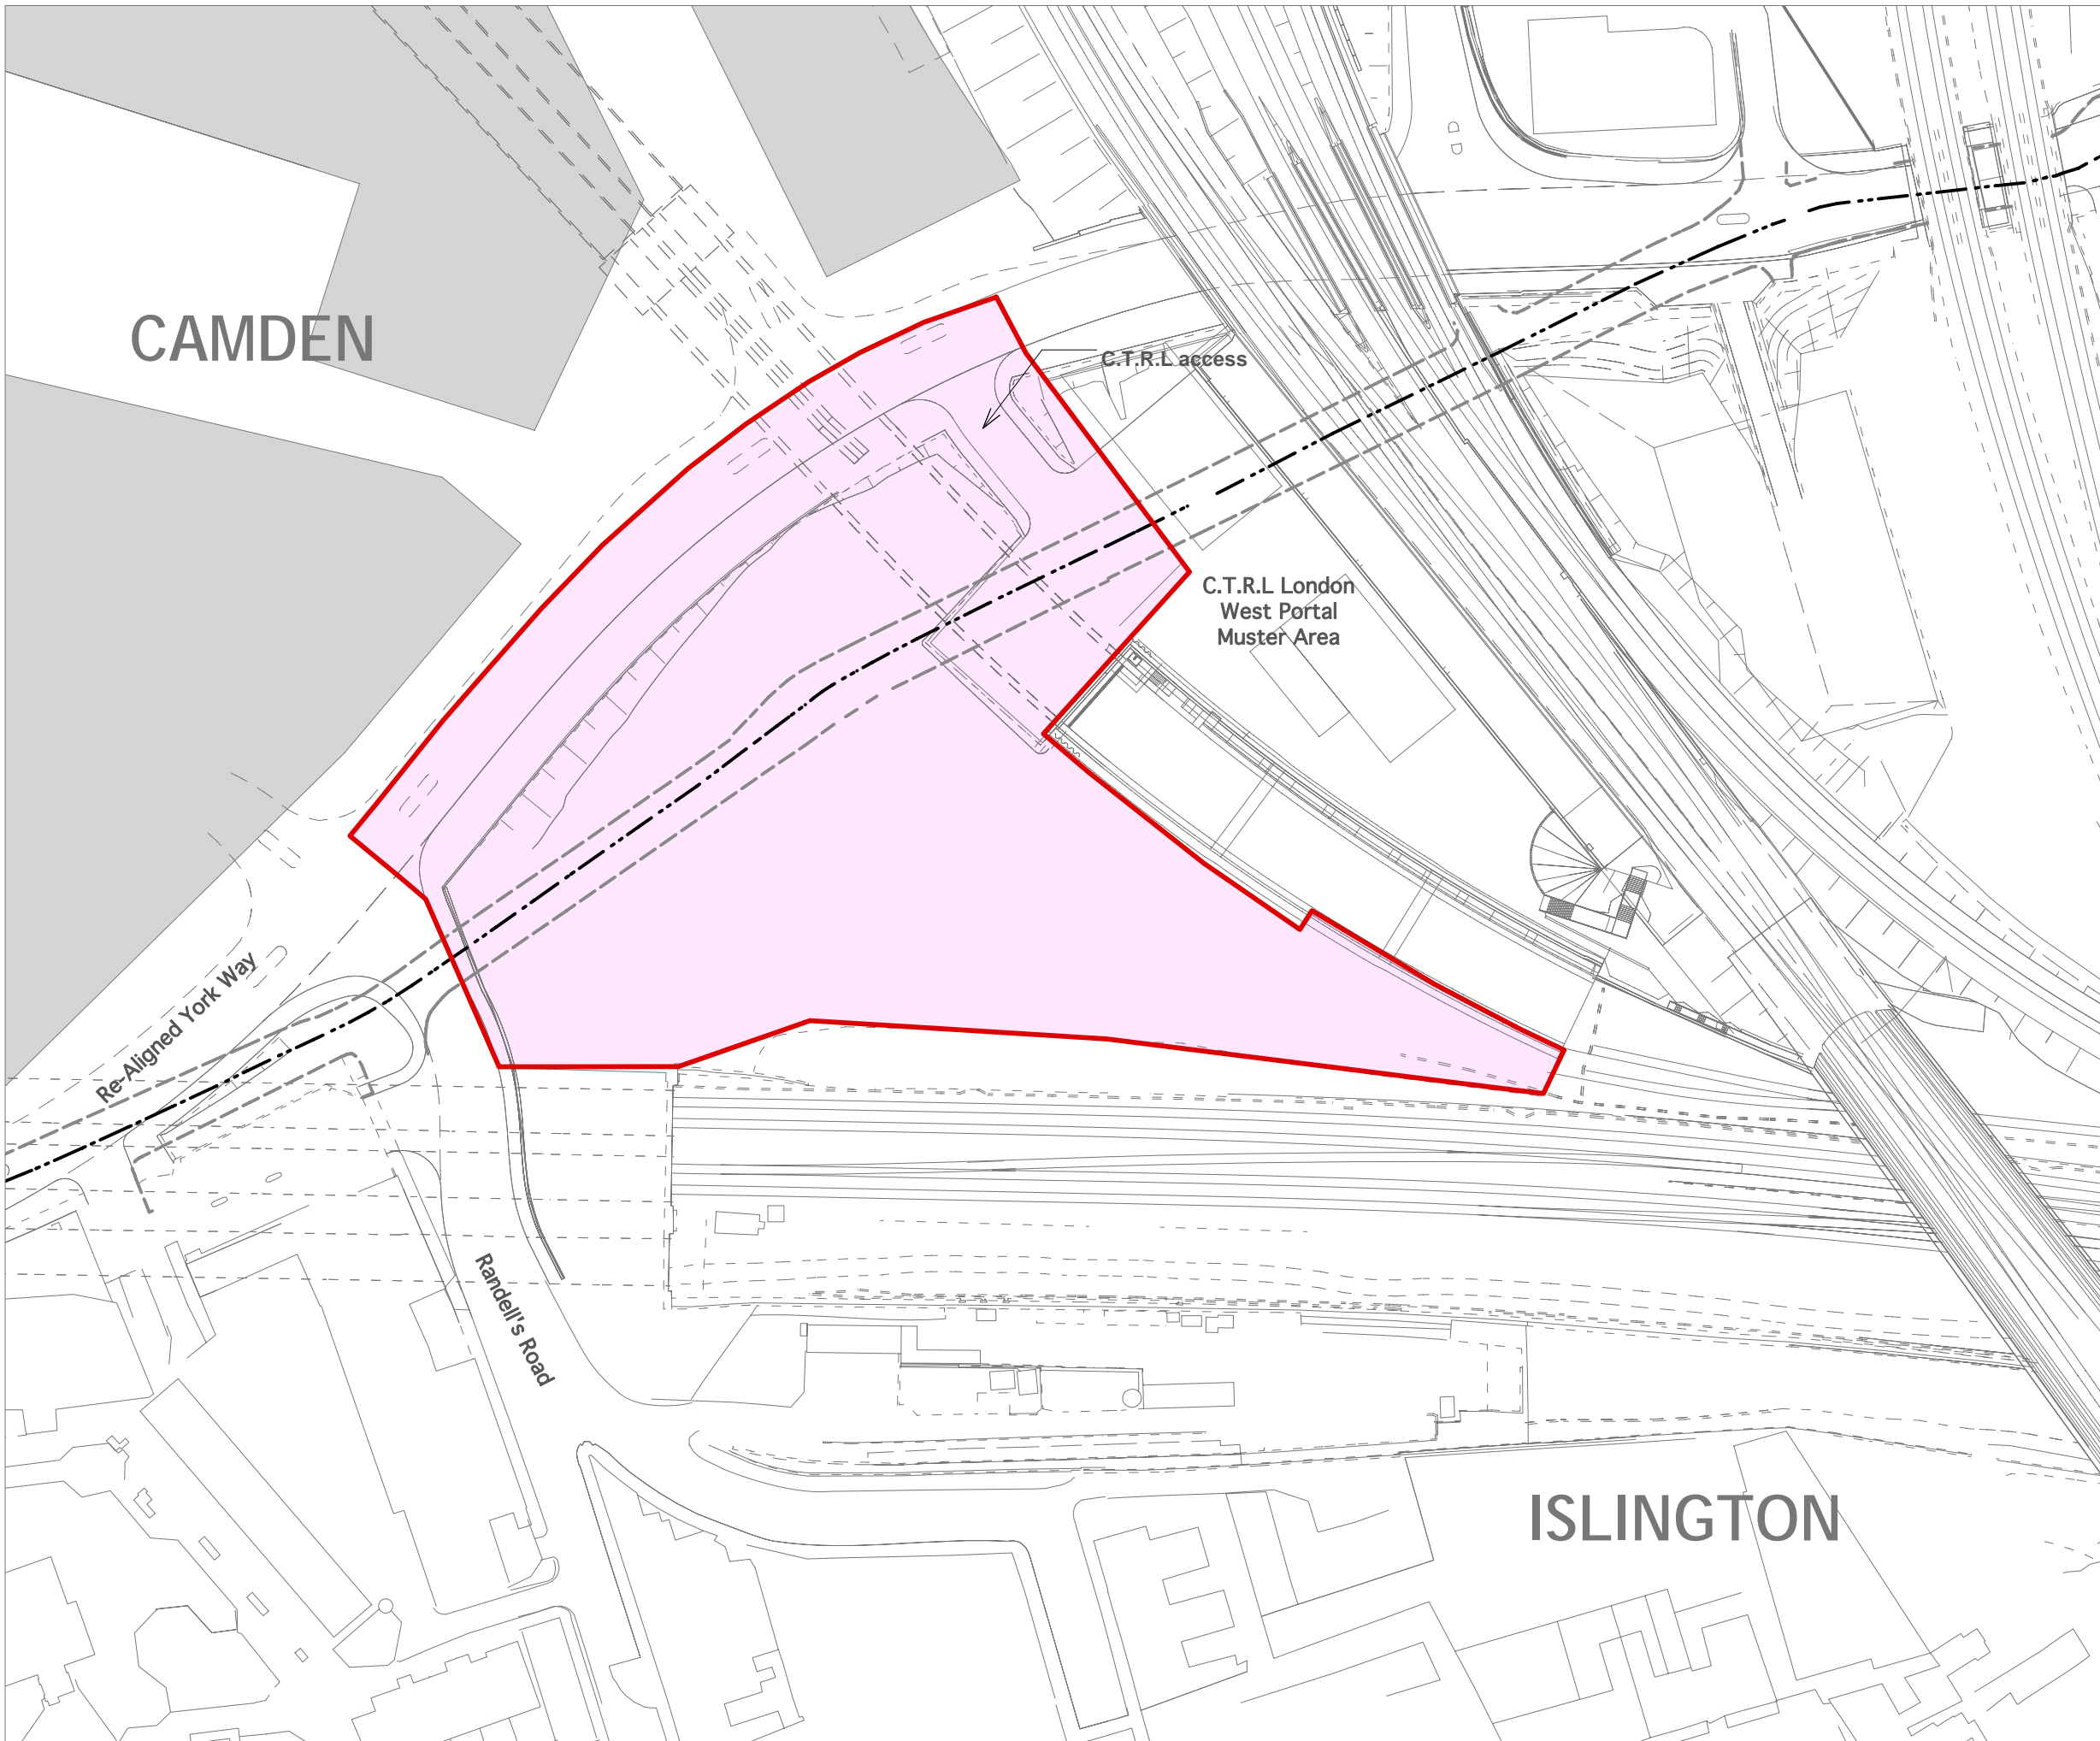 CAMDEN
C.T.R.L access
C.T.R.L London
West Portal
Muster Area
Re-Aligned York Way
Randell's Road
ISLINGTON